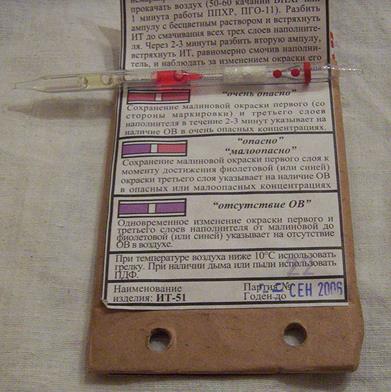 прокачать воздух (50-60 качаний
1 минута работы ППХР, ПГО-11). Разбить
ампулу с бесцветным раствором и встряхнуть
ИТ до смачивания всех трех слоев наполните-
ля. Через 2-3 минуты разбить вторую ампулу,
встряхнуть ИТ, равномерно смочив наполни-
тель, и наблюдать за изменением окраски его
"очень опасно"
Сохранение малиновой окраски первого (со
стороны маркировки) и третьего слоев
наполнителя в течение 2-3 минут указывает на
наличие ОВ в очень опасных концентрациях.
"опасно"
"малоопасно"
Сохранение малиновой окраски первого слоя к
моменту достижения фиолетовой (или синей)
окраски третьего слоя указывает на наличие ОВ
в опасных или малоопасных концентрациях
"отсутствие ОВ"
Одновременное изменение окраски первого и
третьего слоев наполнителя от малиновой до
фиолетовой (или синей) указывает на отсутствие
ОВ в воздухе.
При температуре воздуха ниже 10°С использовать
грелку. При наличии дыма или пыли использовать
ПДФ.
Наименование Партия №
изделия: ИТ-51 Годен до СЕН 2006